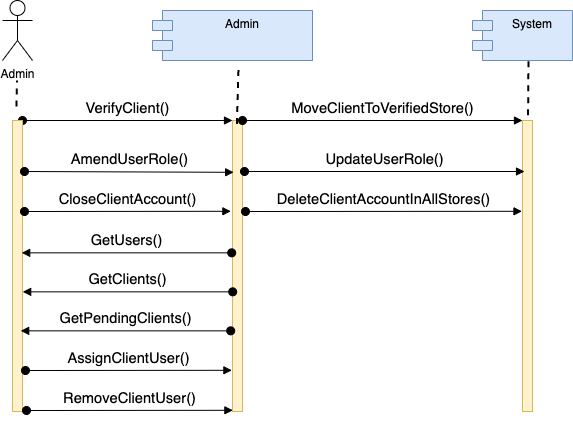 Admin
System
Admin
VerifyClient()
MoveClientToVerifiedStore()
AmendUserRole()
UpdateUserRole()
CloseClientAccount()
DeleteClientAccountInAllStores()
GetUsers()
GetClients()
GetPendingClients()
AssignClientUser()
RemoveClientUser()